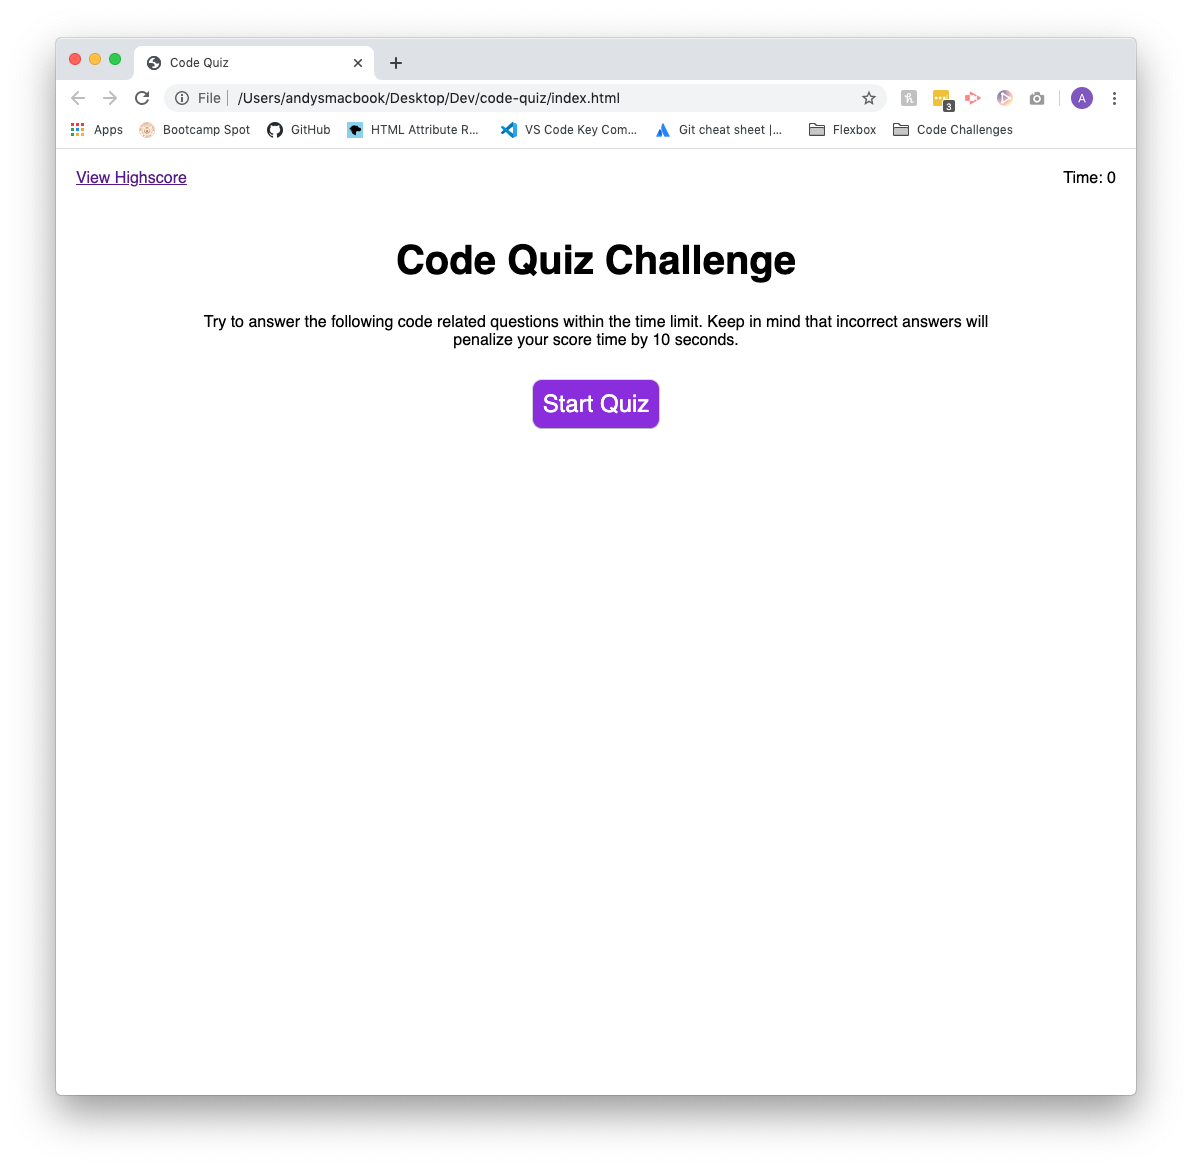 Code Quiz
File /Users/andysmacbook/Desktop/Dev/code-quiz/index.html
3
A
Apps Bootcamp Spot GitHub HTML Attribute R... VS Code Key Com... Git cheat sheet |... Flexbox Code Challenges
View Highscore Time: 0
Code Quiz Challenge
Try to answer the following code related questions within the time limit. Keep in mind that incorrect answers will
penalize your score time by 10 seconds.
Start Quiz